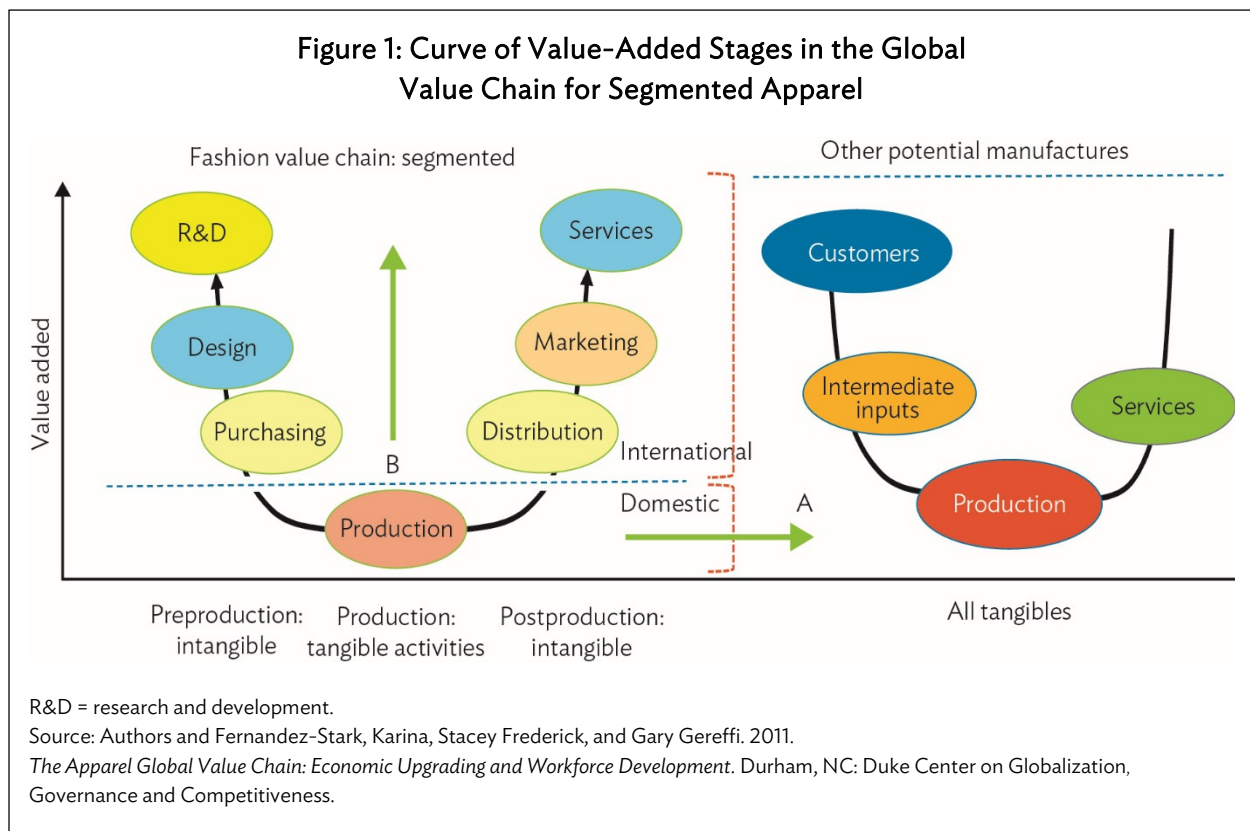 Figure 1: Curve of Value-Added Stages in the Global
Value Chain for Segmented Apparel
Fashion value chain: segmented
Other potential manufactures
Value added
R&D
Design
Purchasing
B
Production
Distribution
Marketing
Services
International
Domestic
A
Customers
Intermediate
inputs
Production
Services
Preproduction:
intangible
Production:
tangible activities
Postproduction:
intangible
All tangibles
R&D = research and development.
Source: Authors and Fernandez-Stark, Karina, Stacey Frederick, and Gary Gereffi. 2011.
The Apparel Global Value Chain: Economic Upgrading and Workforce Development. Durham, NC: Duke Center on Globalization,
Governance and Competitiveness.